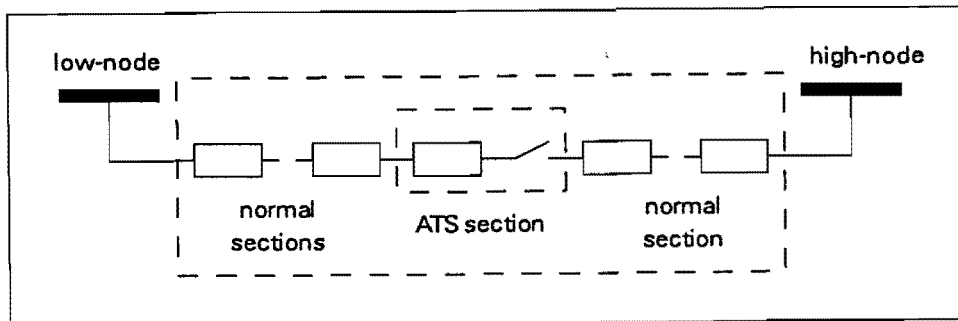 low-node
high-node
normal
sections
ATS section
normal
section